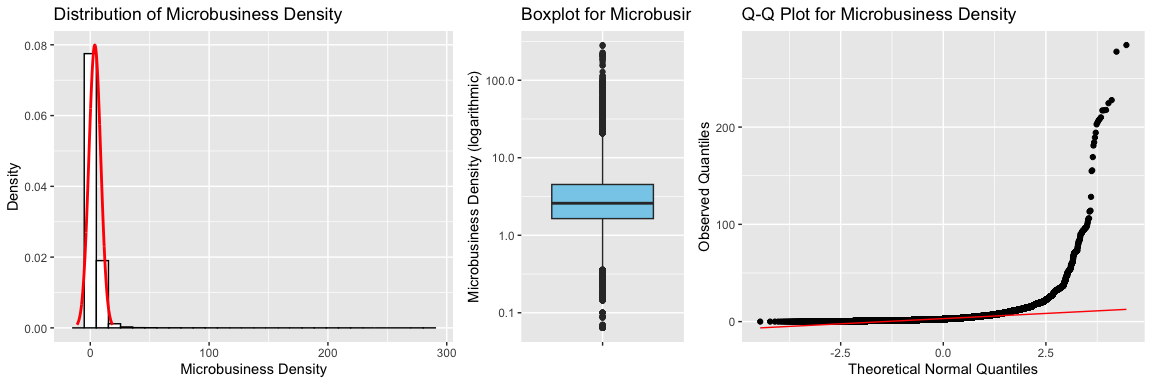 Distribution of Microbusiness Density
Density
0.08
0.06
0.04
0.02
0.00
0
100
200
300
Microbusiness Density
Boxplot for Microbusir
Microbusiness Density (logarithmic)
100.0
10.0
1.0
0.1
Q-Q Plot for Microbusiness Density
Observed Quantiles
200
100
0
-2.5
0.0
2.5
Theoretical Normal Quantiles